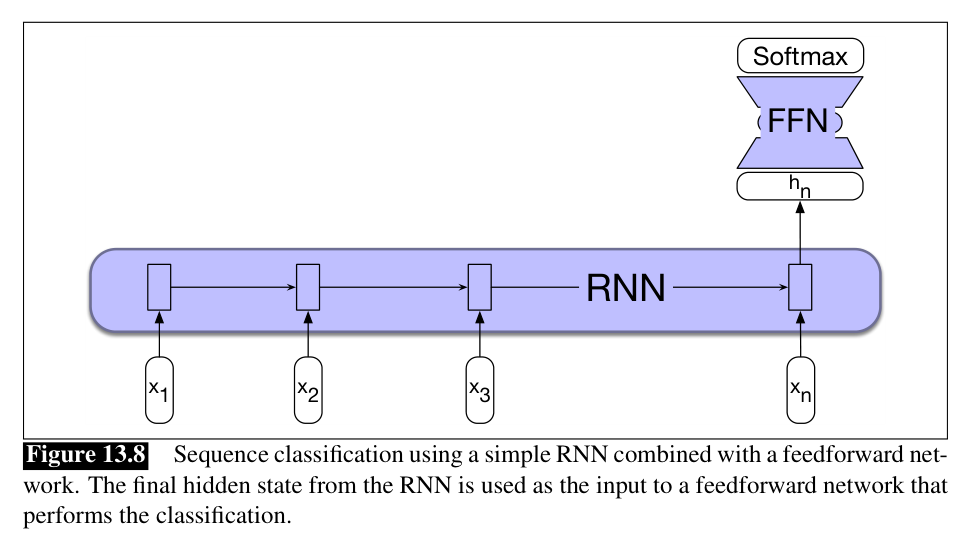 Softmax
FFN
hn
RNN
x1 x2 x3 xn
Figure 13.8 Sequence classification using a simple RNN combined with a feedforward net-
work. The final hidden state from the RNN is used as the input to a feedforward network that
performs the classification.